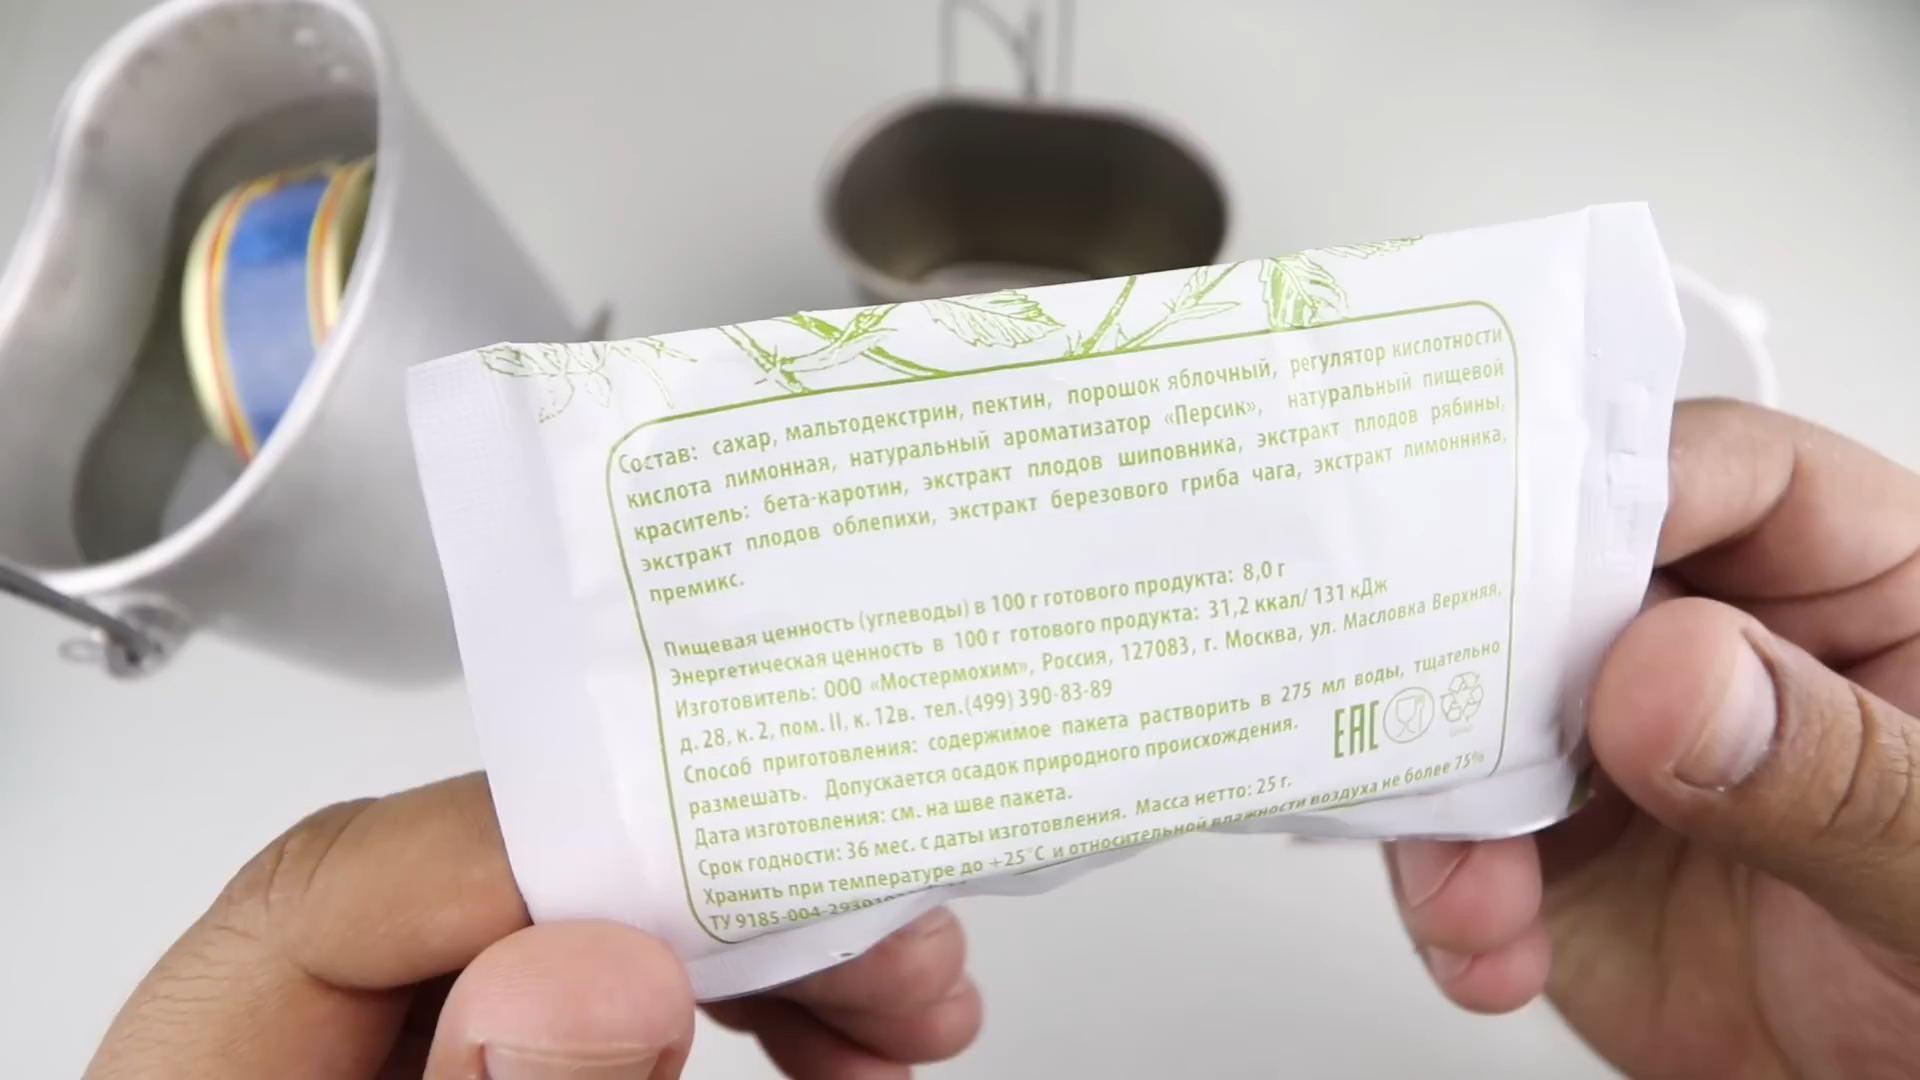 Состав: сахар, мальтодекстрин, пектин, порошок яблочный, регулятор кислотности
кислота лимонная, натуральный ароматизатор «Персик», натуральный пищевой
краситель: бета-каротин, экстракт плодов шиповника, экстракт плодов рябины,
экстракт плодов облепихи, экстракт березового гриба чага, экстракт лимонника,
премикс.
Пищевая ценность (углеводы) в 100 г готового продукта: 8,0 г
Энергетическая ценность в 100 г готового продукта: 31,2 ккал/ 131 кДж
Изготовитель: ООО «Мостермохим», Россия, 127083, г. Москва, ул. Масловка Верхняя,
д. 28, к. 2, пом. II, к. 12в. тел.(499) 390-83-89
Способ приготовления: содержимое пакета растворить в 275 мл воды, тщательно
размешать. Допускается осадок природного происхождения.
Дата изготовления: см. на шве пакета.
Срок годности: 36 мес. с даты изготовления. Масса нетто: 25 г.
Хранить при температуре до +25°С и относительной влажности воздуха не более 75%
ТУ 9185-004-
EAC